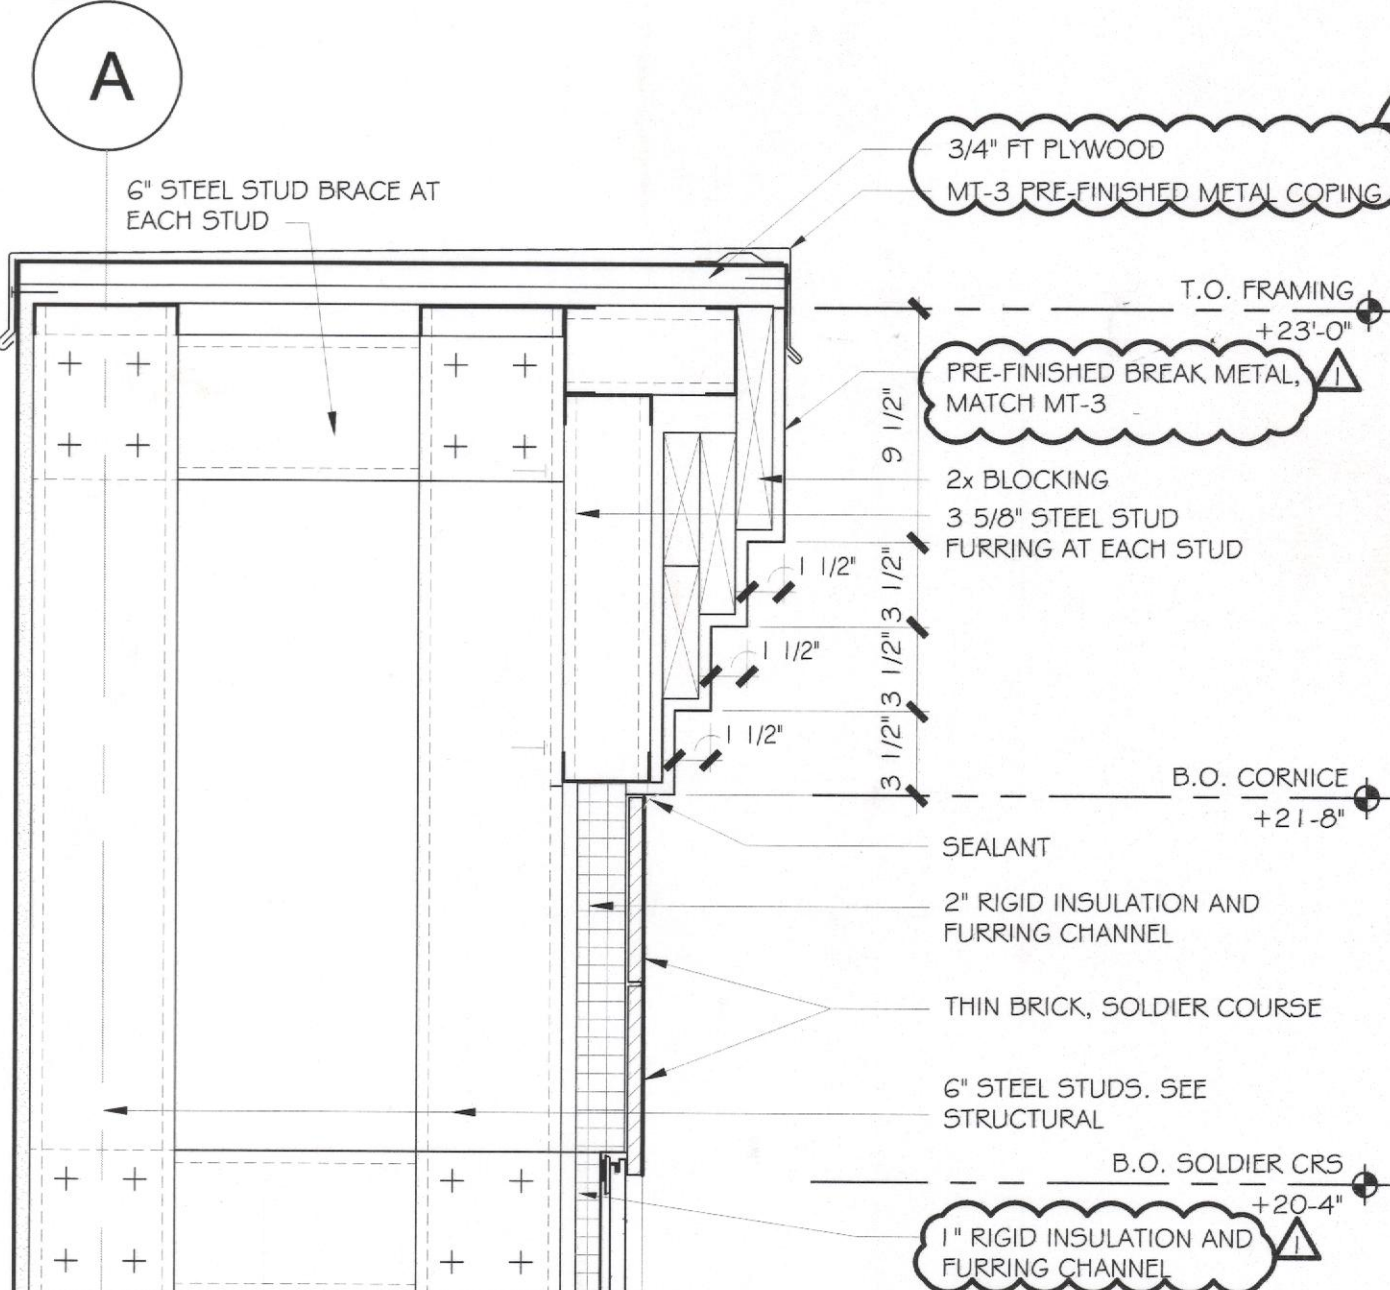 A
6" STEEL STUD BRACE AT
EACH STUD
3/4" FT PLYWOOD
MT-3 PRE-FINISHED METAL COPING
T.O. FRAMING
+23'-0"
PRE-FINISHED BREAK METAL,
MATCH MT-3
1
9 1/2"
2x BLOCKING
3 5/8" STEEL STUD
FURRING AT EACH STUD
1 1/2"
3 1/2"
1 1/2"
3 1/2"
1 1/2"
3 1/2"
B.O. CORNICE
+21-8"
SEALANT
2" RIGID INSULATION AND
FURRING CHANNEL
THIN BRICK, SOLDIER COURSE
6" STEEL STUDS. SEE
STRUCTURAL
B.O. SOLDIER CRS
+20-4"
1" RIGID INSULATION AND
FURRING CHANNEL
1